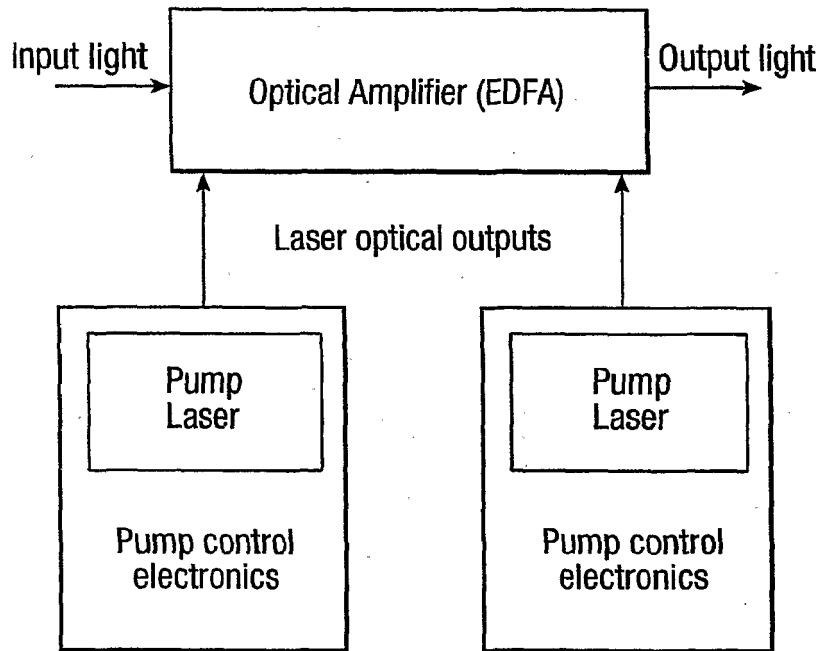 Input light
Optical Amplifier (EDFA)
Output light
Laser optical outputs
Pump
Laser
Pump control
electronics
Pump
Laser
Pump control
electronics